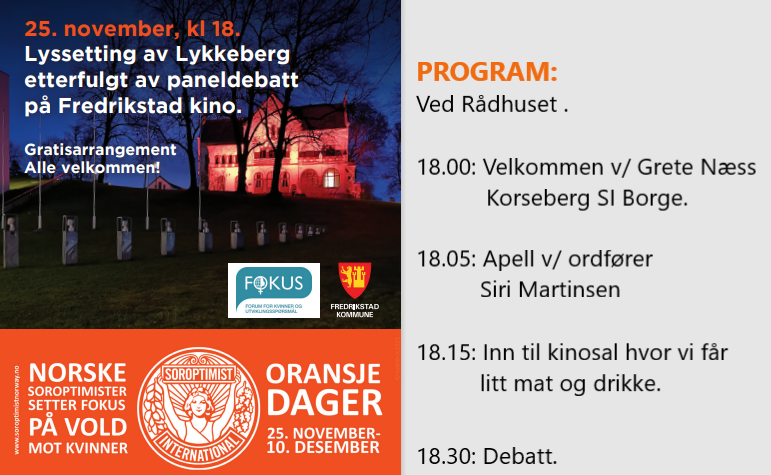 25. november, kl 18.
Lyssetting av Lykkeberg
etterfulgt av paneldebatt
på Fredrikstad kino.
Gratisarrangement
Alle velkommen!
FOKUS
FORUM FOR KVINNER OG
UTVIKLINGSSPØRSMÅL
FREDRIKSTAD
KOMMUNE
www.soroptimistnorway.no
NORSKE
SOROPTIMISTER
SETTER FOKUS
PÅ VOLD
MOT KVINNER
SOROPTIMIST
INTERNATIONAL
ORANSJE
DAGER
25. NOVEMBER-
10. DESEMBER
PROGRAM:
Ved Rådhuset .
18.00: Velkommen v/ Grete Næss
Korseberg SI Borge.
18.05: Apell v/ ordfører
Siri Martinsen
18.15: Inn til kinosal hvor vi får
litt mat og drikke.
18.30: Debatt.